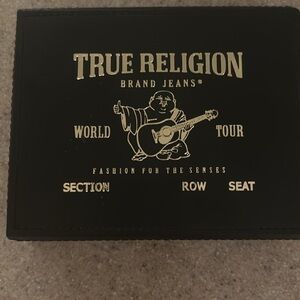 TRUE RELIGION
BRAND JEANS®
WORLD TOUR
FASHION FOR THE SENSES
SECTION ROW SEAT